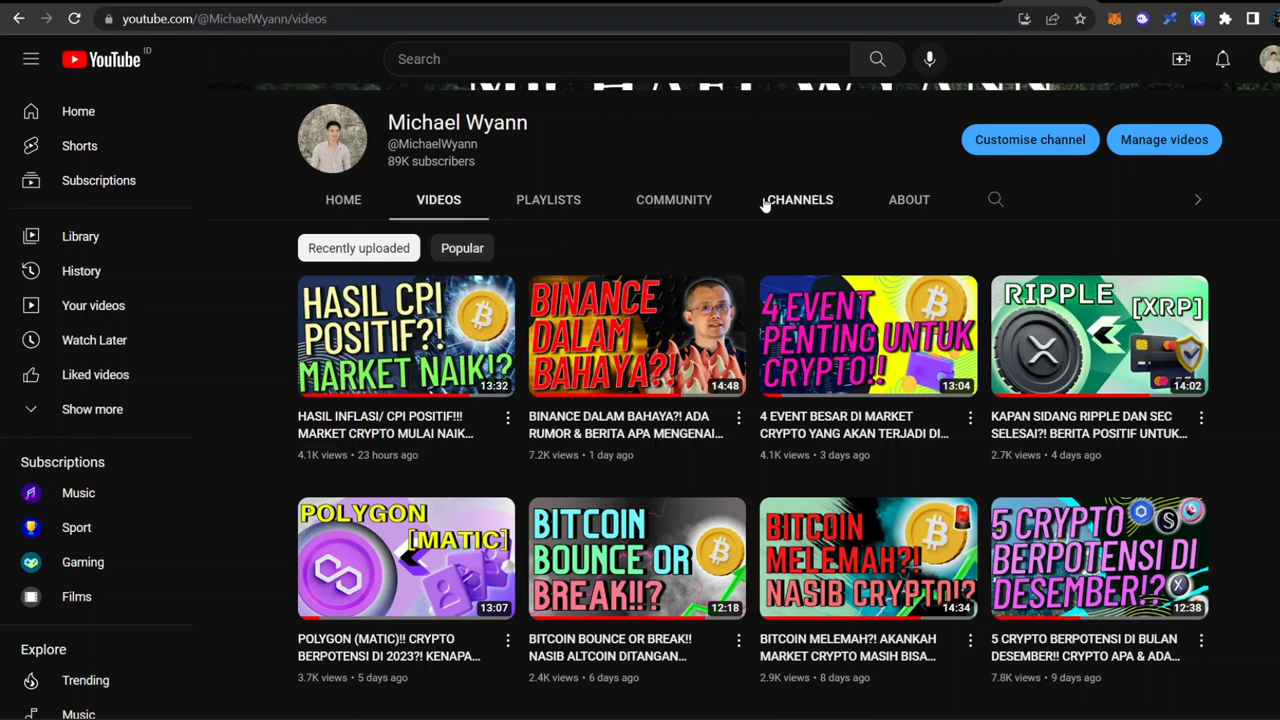 youtube.com/@MichaelWyann/videos
YouTube ID
Search
Home
Shorts
Subscriptions
Library
History
Your videos
Watch Later
Liked videos
Show more
Subscriptions
Music
Sport
Gaming
Films
Explore
Trending
Music
MICHAEL WYANN
Michael Wyann
@MichaelWyann
89K subscribers
Customise channel
Manage videos
HOME
VIDEOS
PLAYLISTS
COMMUNITY
CHANNELS
ABOUT
Recently uploaded
Popular
HASIL CPI
POSITIF?!
MARKET NAIK!?
13:32
HASIL INFLASI/ CPI POSITIF!!!
MARKET CRYPTO MULAI NAIK...
4.1K views • 23 hours ago
BINANCE
DALAM
BAHAYA?!
14:48
BINANCE DALAM BAHAYA?! ADA
RUMOR & BERITA APA MENGENAI...
7.2K views • 1 day ago
4 EVENT
PENTING UNTUK
CRYPTO!!
13:04
4 EVENT BESAR DI MARKET
CRYPTO YANG AKAN TERJADI DI...
4.1K views • 3 days ago
RIPPLE
[XRP]
14:02
KAPAN SIDANG RIPPLE DAN SEC
SELESAI?! BERITA POSITIF UNTUK...
2.7K views • 4 days ago
POLYGON
[MATIC]
13:07
POLYGON (MATIC)!! CRYPTO
BERPOTENSI DI 2023?! KENAPA...
3.7K views • 5 days ago
BITCOIN
BOUNCE OR
BREAK!!?
12:18
BITCOIN BOUNCE OR BREAK!!
NASIB ALTCOIN DITANGAN...
2.4K views • 6 days ago
BITCOIN
MELEMAH?!
NASIB CRYPTO!?
14:34
BITCOIN MELEMAH?! AKANKAH
MARKET CRYPTO MASIH BISA...
2.9K views • 8 days ago
5 CRYPTO
BERPOTENSI DI
DESEMBER!?
12:38
5 CRYPTO BERPOTENSI DI BULAN
DESEMBER!! CRYPTO APA & ADA...
7.8K views • 9 days ago